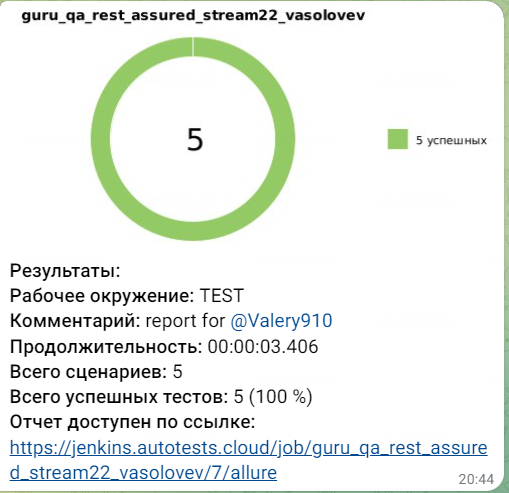 guru_qa_rest_assured_stream22_vasolovev
5
5 успешных
Результаты:
Рабочее окружение: TEST
Комментарий: report for @Valery910
Продолжительность: 00:00:03.406
Всего сценариев: 5
Всего успешных тестов: 5 (100 %)
Отчет доступен по ссылке:
https://jenkins.autotests.cloud/job/guru_qa_rest_assure
d_stream22_vasolovev/7/allure
20:44